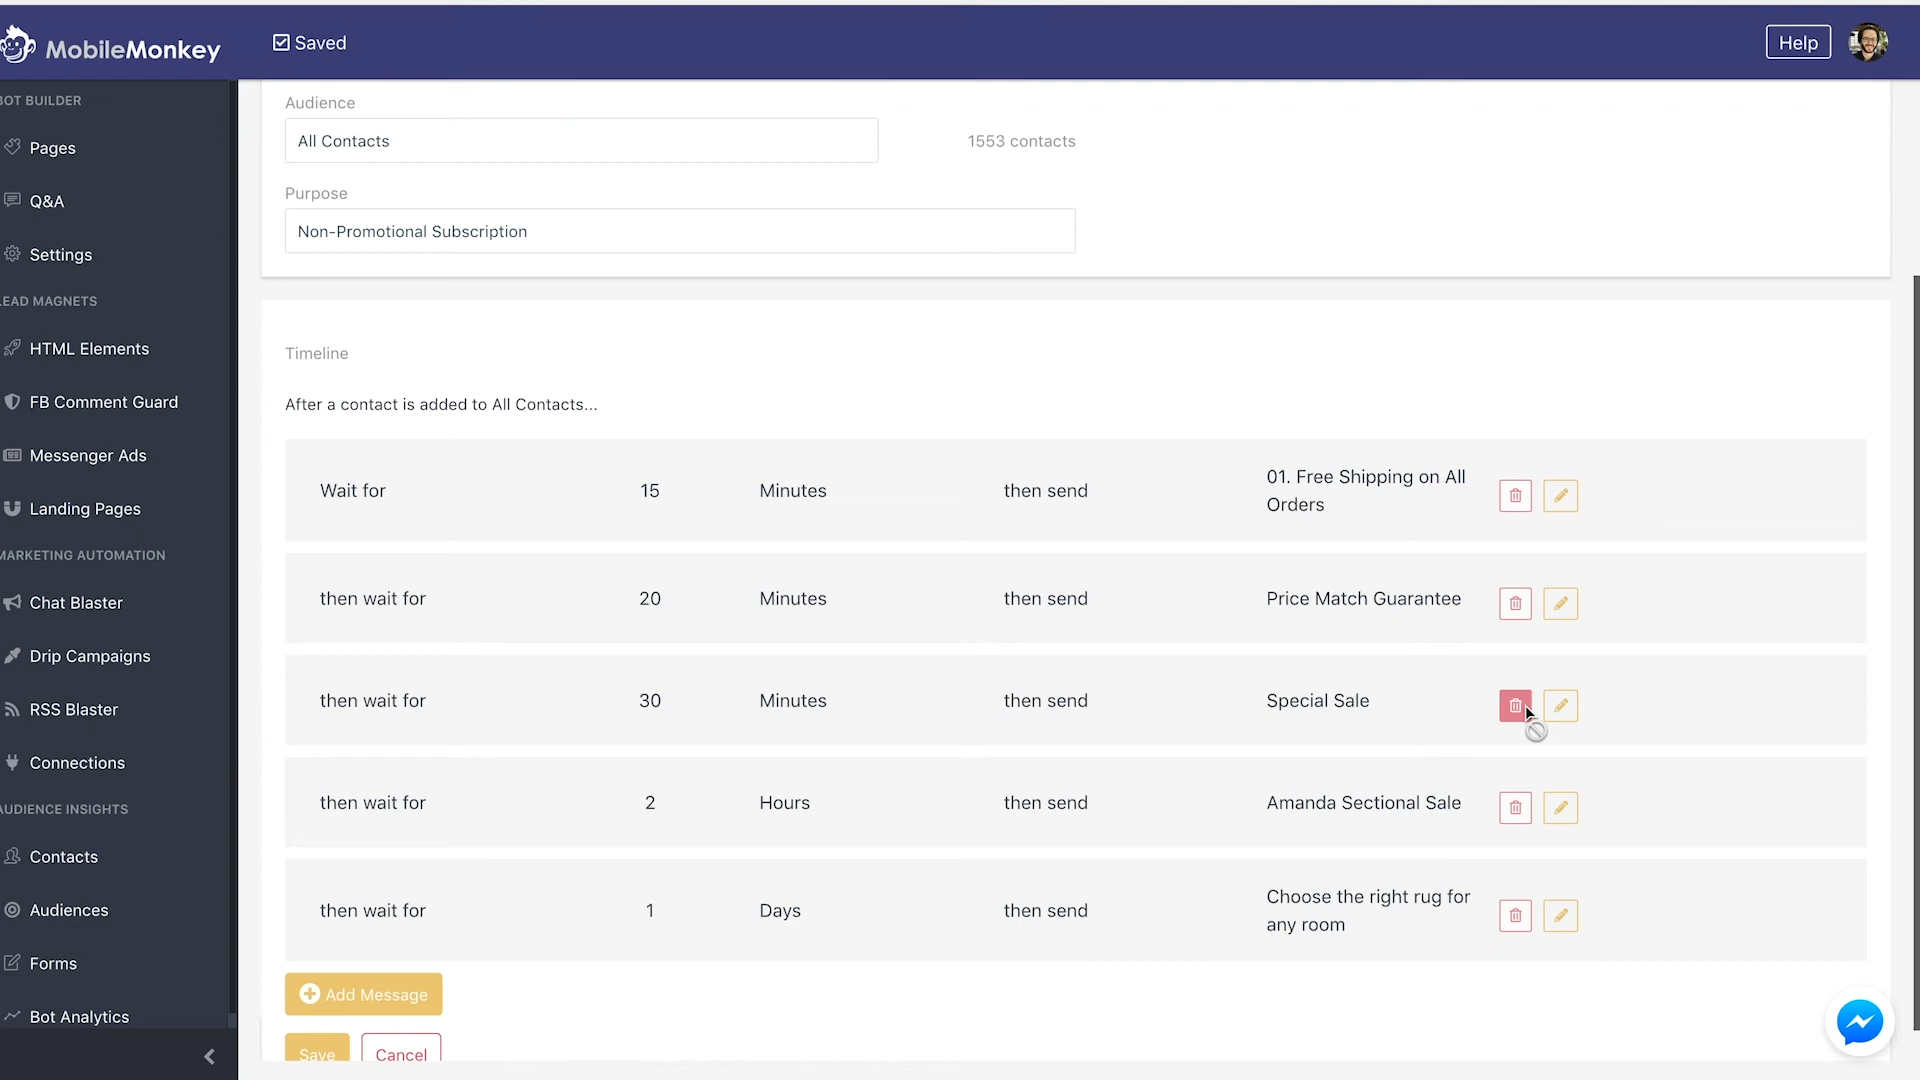 MobileMonkey
Saved
Help
BOT BUILDER
Pages
Q&A
Settings
LEAD MAGNETS
HTML Elements
FB Comment Guard
Messenger Ads
Landing Pages
MARKETING AUTOMATION
Chat Blaster
Drip Campaigns
RSS Blaster
Connections
AUDIENCE INSIGHTS
Contacts
Audiences
Forms
Bot Analytics
Audience
All Contacts
1553 contacts
Purpose
Non-Promotional Subscription
Timeline
After a contact is added to All Contacts...
Wait for 15 Minutes then send 01. Free Shipping on All
Orders
then wait for 20 Minutes then send Price Match Guarantee
then wait for 30 Minutes then send Special Sale
then wait for 2 Hours then send Amanda Sectional Sale
then wait for 1 Days then send Choose the right rug for
any room
Add Message
Save Cancel